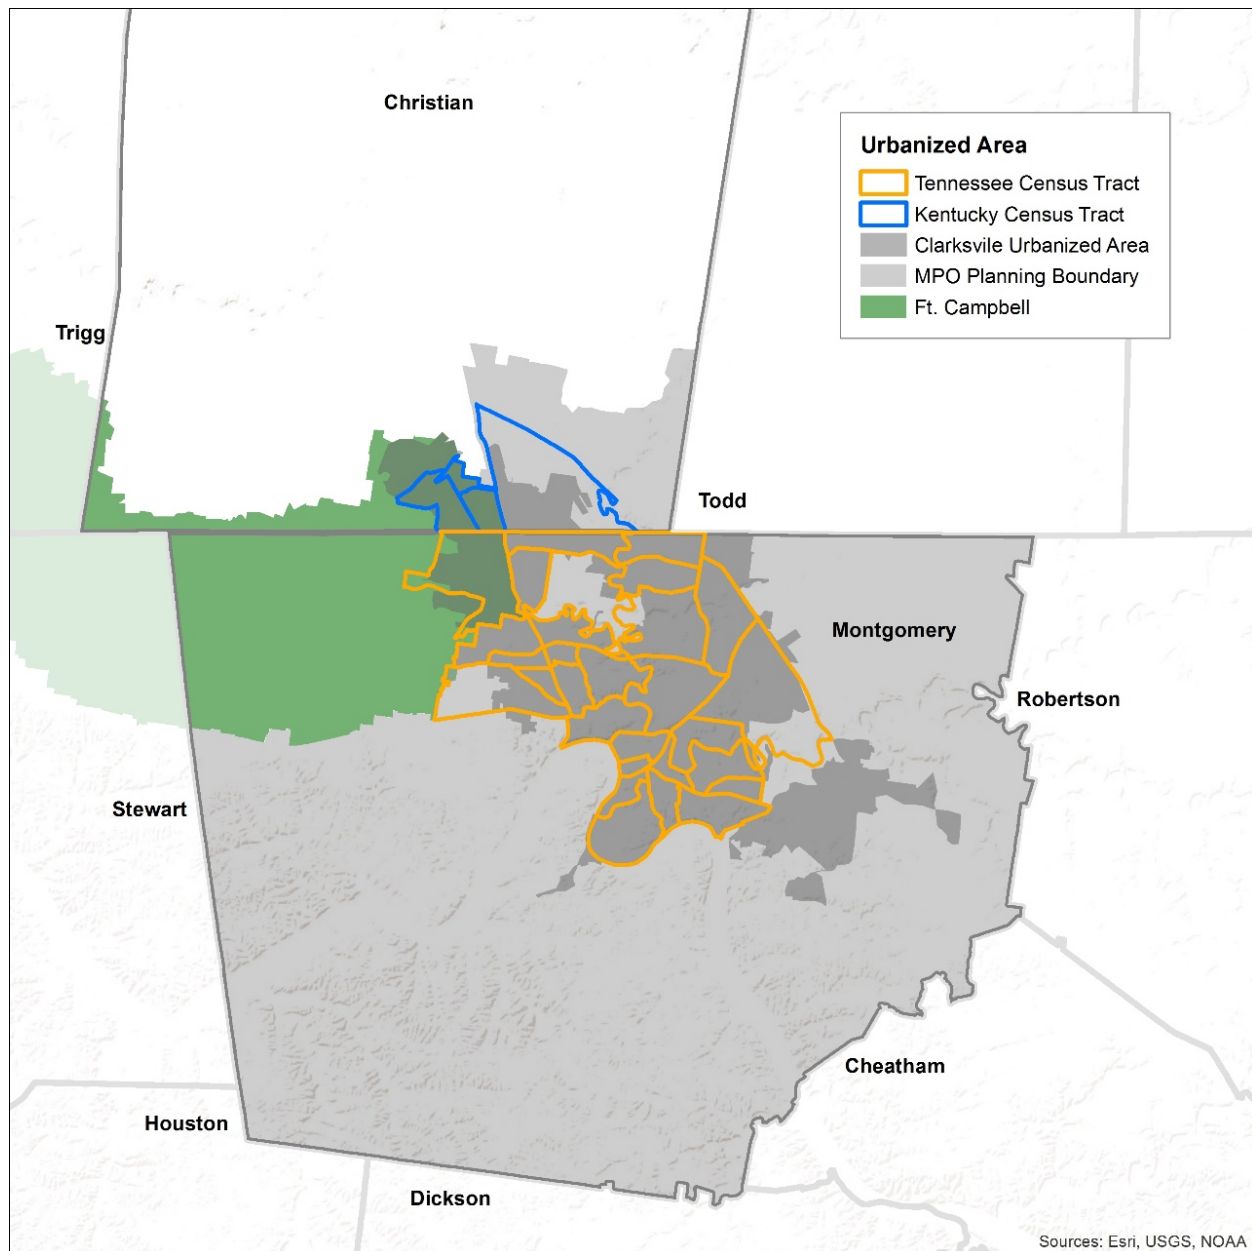 Christian
Urbanized Area
Tennessee Census Tract
Kentucky Census Tract
Clarksvile Urbanized Area
MPO Planning Boundary
Ft. Campbell
Trigg
Todd
Montgomery
Robertson
Stewart
Cheatham
Houston
Dickson
Sources: Esri, USGS, NOAA